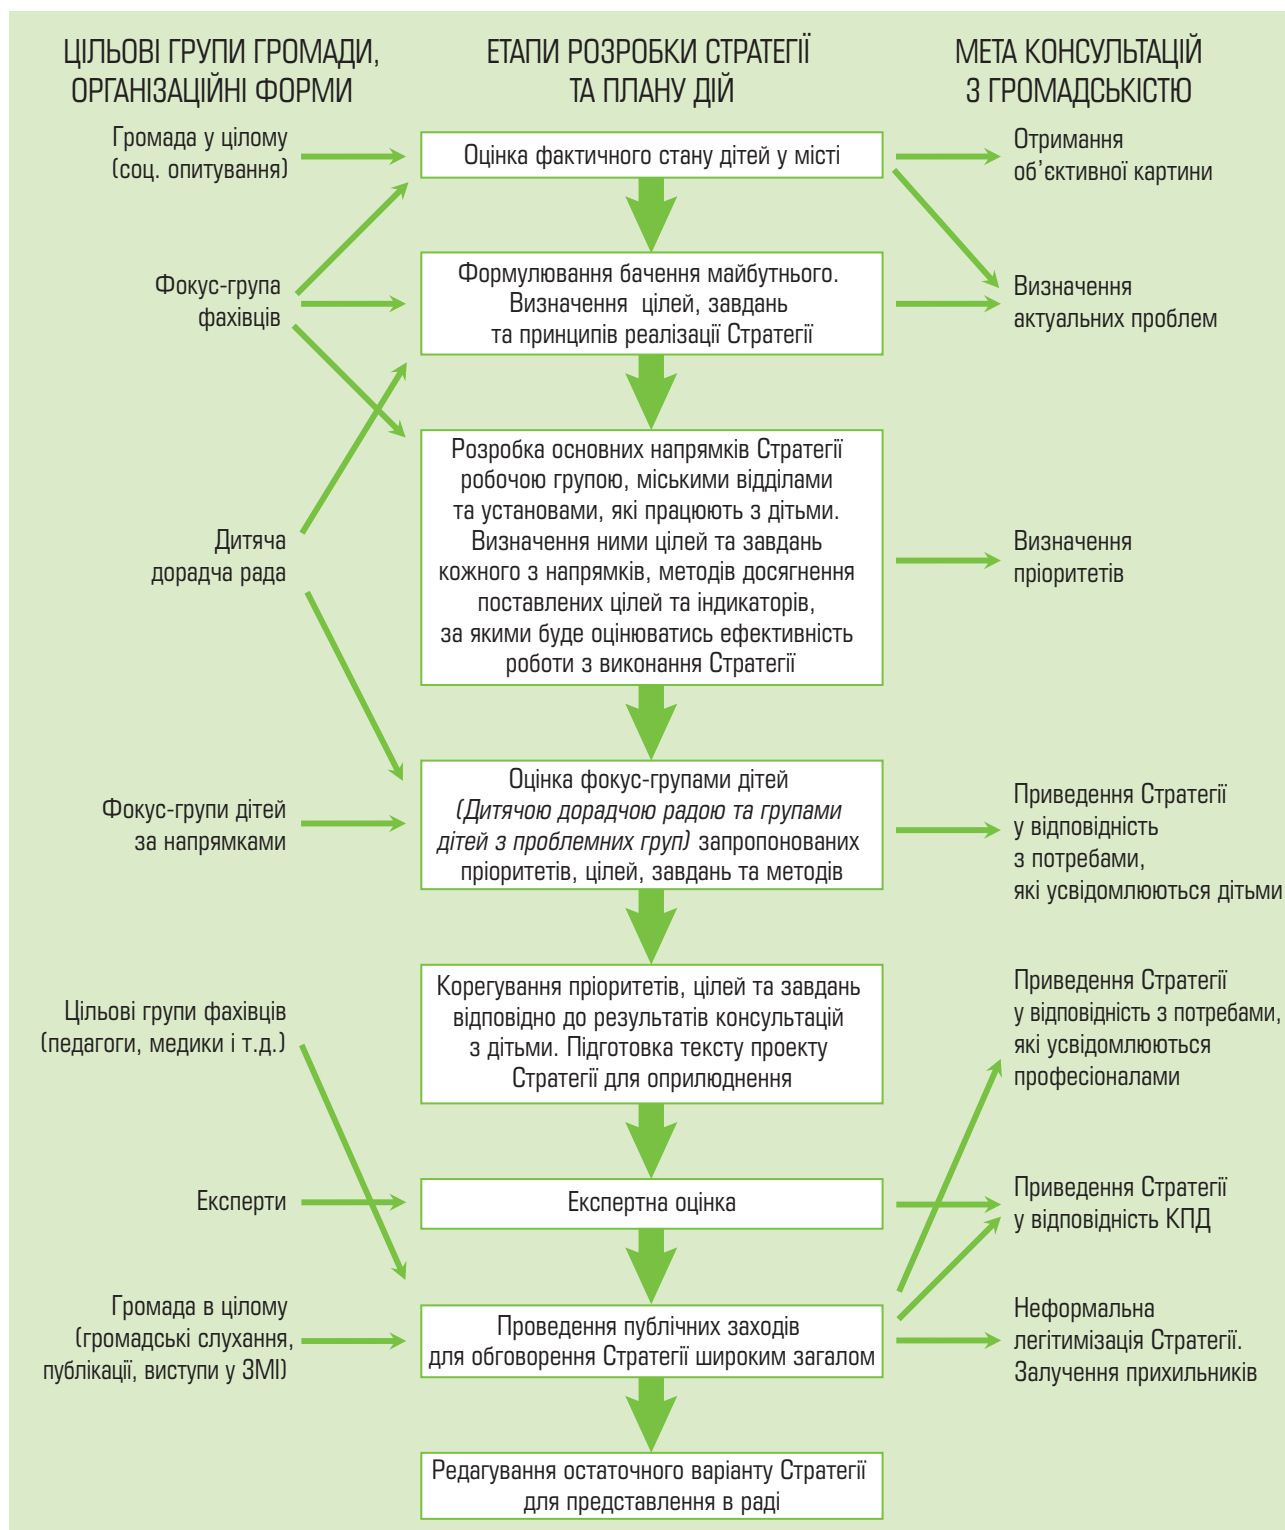 ЦІЛЬОВІ ГРУПИ ГРОМАДИ,
ОРГАНІЗАЦІЙНІ ФОРМИ
ЕТАПИ РОЗРОБКИ СТРАТЕГІЇ
ТА ПЛАНУ ДІЙ
МЕТА КОНСУЛЬТАЦІЙ
З ГРОМАДСЬКІСТЮ
Громада у цілому
(соц. опитування)
Оцінка фактичного стану дітей у місті
Отримання
об’єктивної картини
Фокус-група
фахівців
Формулювання бачення майбутнього.
Визначення цілей, завдань
та принципів реалізації Стратегії
Визначення
актуальних проблем
Дитяча
дорадча рада
Розробка основних напрямків Стратегії
робочою групою, міськими відділами
та установами, які працюють з дітьми.
Визначення ними цілей та завдань
кожного з напрямків, методів досягнення
поставлених цілей та індикаторів,
за якими буде оцінюватись ефективність
роботи з виконання Стратегії
Визначення
пріоритетів
Фокус-групи дітей
за напрямками
Оцінка фокус-групами дітей
(Дитячою дорадчою радою та групами
дітей з проблемних груп) запропонованих
пріоритетів, цілей, завдань та методів
Приведення Стратегії
у відповідність
з потребами,
які усвідомлюються дітьми
Цільові групи фахівців
(педагоги, медики і т.д.)
Корегування пріоритетів, цілей та завдань
відповідно до результатів консультацій
з дітьми. Підготовка тексту проекту
Стратегії для оприлюднення
Приведення Стратегії
у відповідність з потребами,
які усвідомлюються
професіоналами
Експерти
Експертна оцінка
Приведення Стратегії
у відповідність КПД
Громада в цілому
(громадські слухання,
публікації, виступи у ЗМІ)
Проведення публічних заходів
для обговорення Стратегії широким загалом
Неформальна
легітимізація Стратегії.
Залучення прихильників
Редагування остаточного варіанту Стратегії
для представлення в раді